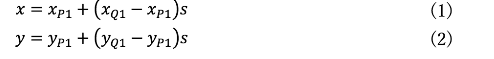 x = x_{P1} + (x_{Q1} − x_{P1})s (1)
y = y_{P1} + (y_{Q1} − y_{P1})s (2)